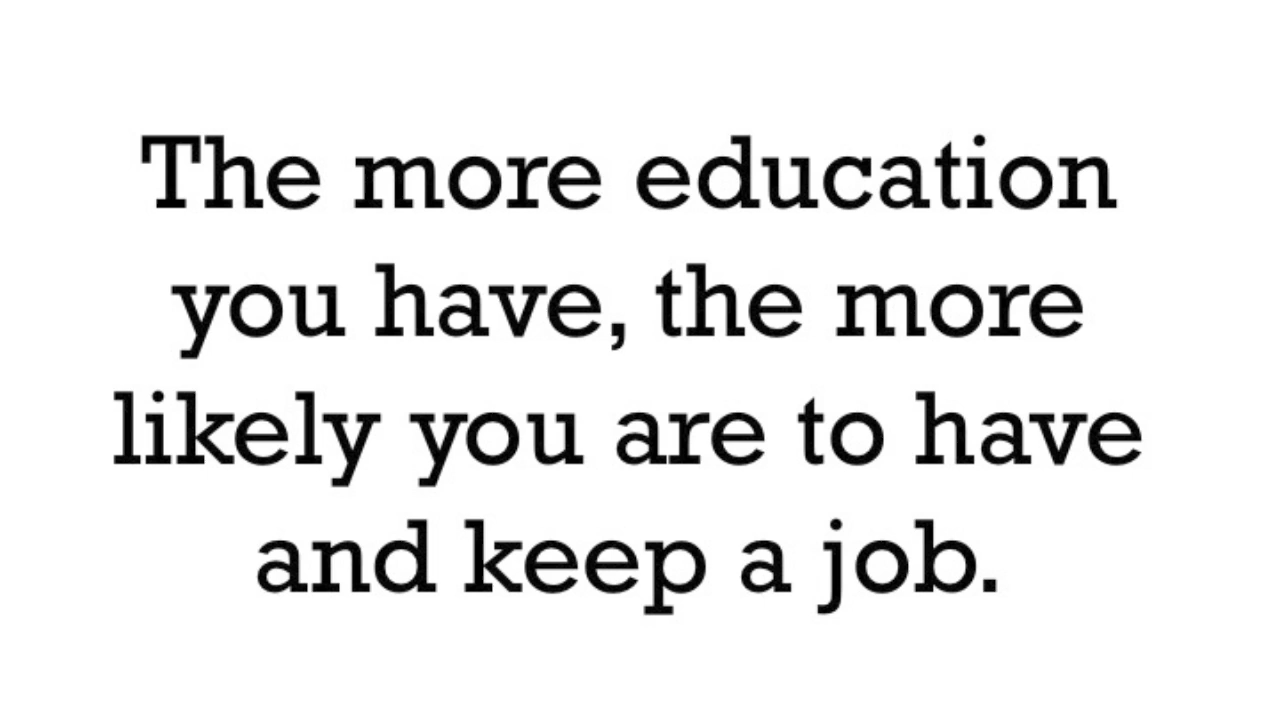 The more education
you have, the more
likely you are to have
and keep a job.